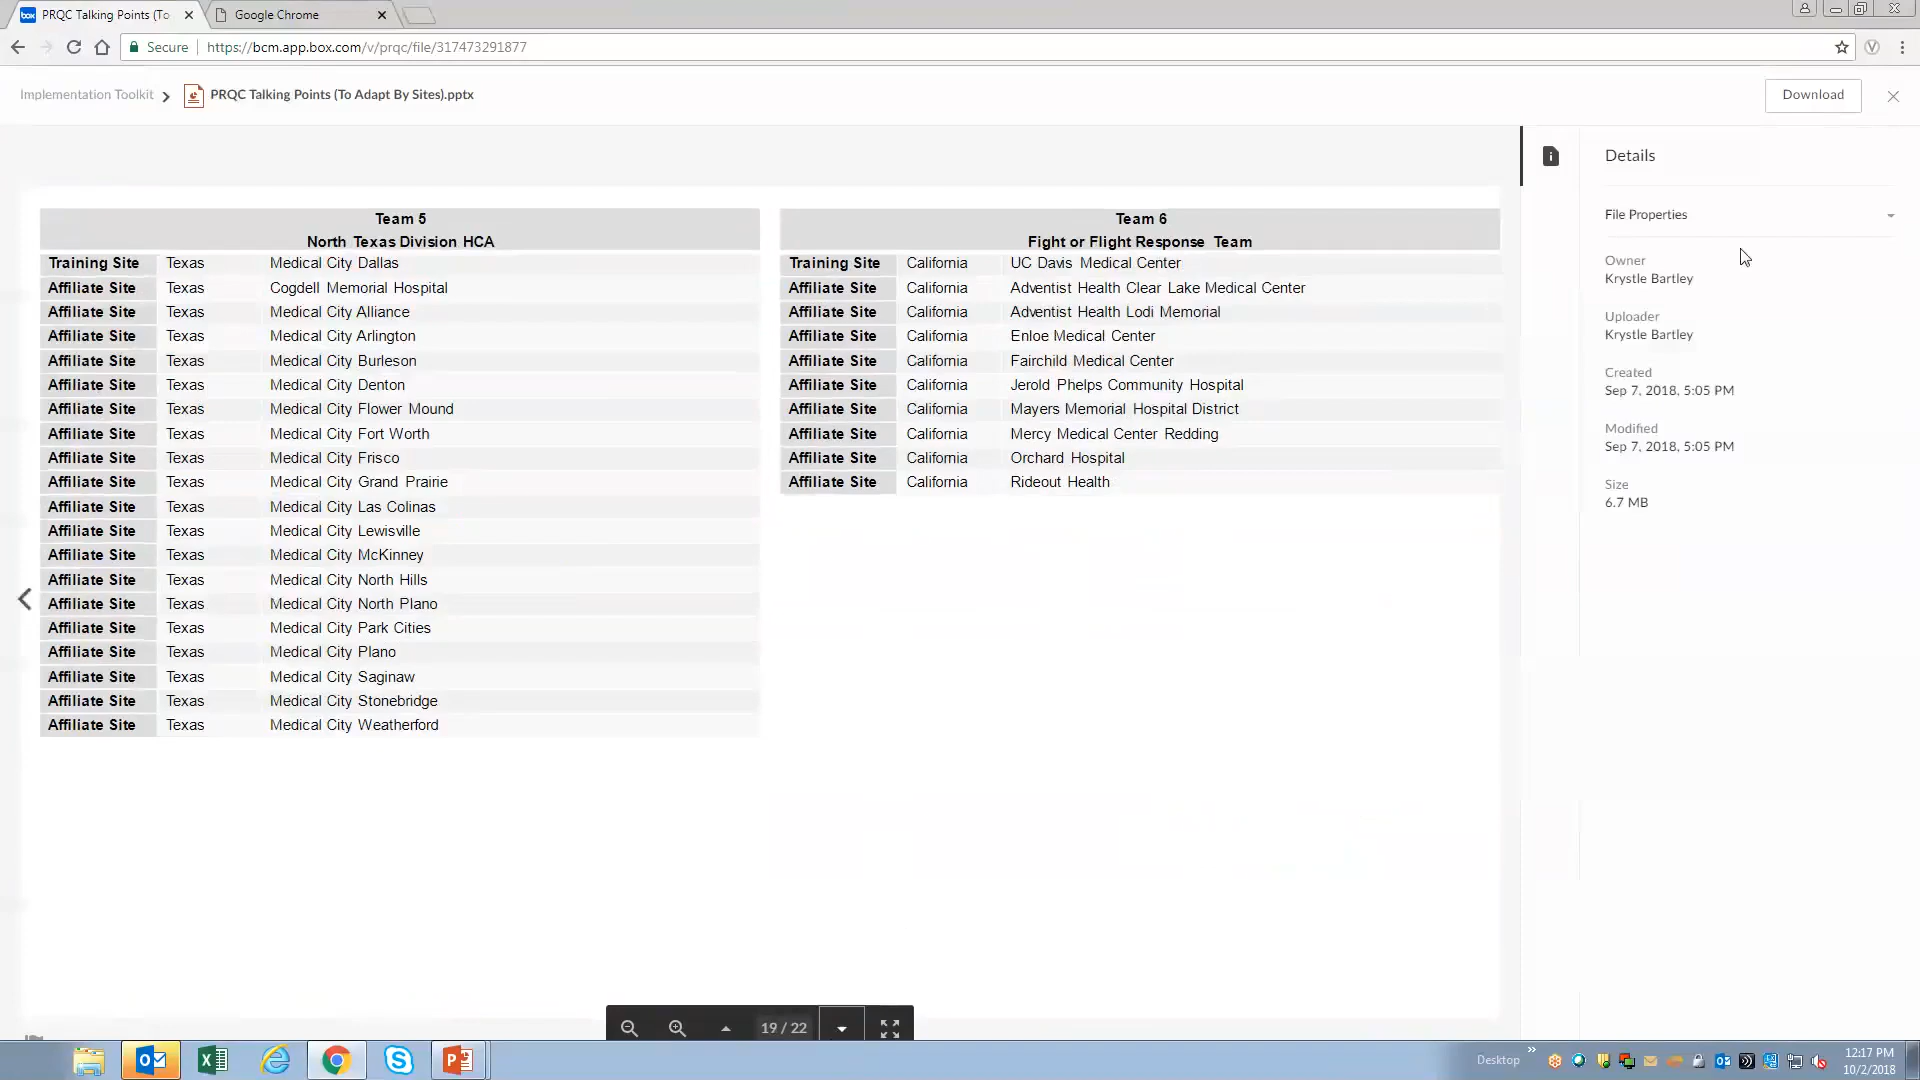 PRQC Talking Points (To
Google Chrome
Secure
https://bcm.app.box.com/v/prqc/file/317473291877
Implementation Toolkit
PRQC Talking Points (To Adapt By Sites).pptx
Download
Team 5
North Texas Division HCA
Training Site Texas Medical City Dallas
Affiliate Site Texas Cogdell Memorial Hospital
Affiliate Site Texas Medical City Alliance
Affiliate Site Texas Medical City Arlington
Affiliate Site Texas Medical City Burleson
Affiliate Site Texas Medical City Denton
Affiliate Site Texas Medical City Flower Mound
Affiliate Site Texas Medical City Fort Worth
Affiliate Site Texas Medical City Frisco
Affiliate Site Texas Medical City Grand Prairie
Affiliate Site Texas Medical City Las Colinas
Affiliate Site Texas Medical City Lewisville
Affiliate Site Texas Medical City McKinney
Affiliate Site Texas Medical City North Hills
Affiliate Site Texas Medical City North Plano
Affiliate Site Texas Medical City Park Cities
Affiliate Site Texas Medical City Plano
Affiliate Site Texas Medical City Saginaw
Affiliate Site Texas Medical City Stonebridge
Affiliate Site Texas Medical City Weatherford
Team 6
Fight or Flight Response Team
Training Site California UC Davis Medical Center
Affiliate Site California Adventist Health Clear Lake Medical Center
Affiliate Site California Adventist Health Lodi Memorial
Affiliate Site California Enloe Medical Center
Affiliate Site California Fairchild Medical Center
Affiliate Site California Jerold Phelps Community Hospital
Affiliate Site California Mayers Memorial Hospital District
Affiliate Site California Mercy Medical Center Redding
Affiliate Site California Orchard Hospital
Affiliate Site California Rideout Health
Details
File Properties
Owner
Krystle Bartley
Uploader
Krystle Bartley
Created
Sep 7, 2018, 5:05 PM
Modified
Sep 7, 2018, 5:05 PM
Size
6.7 MB
19 / 22
Desktop
12:17 PM
10/2/2018